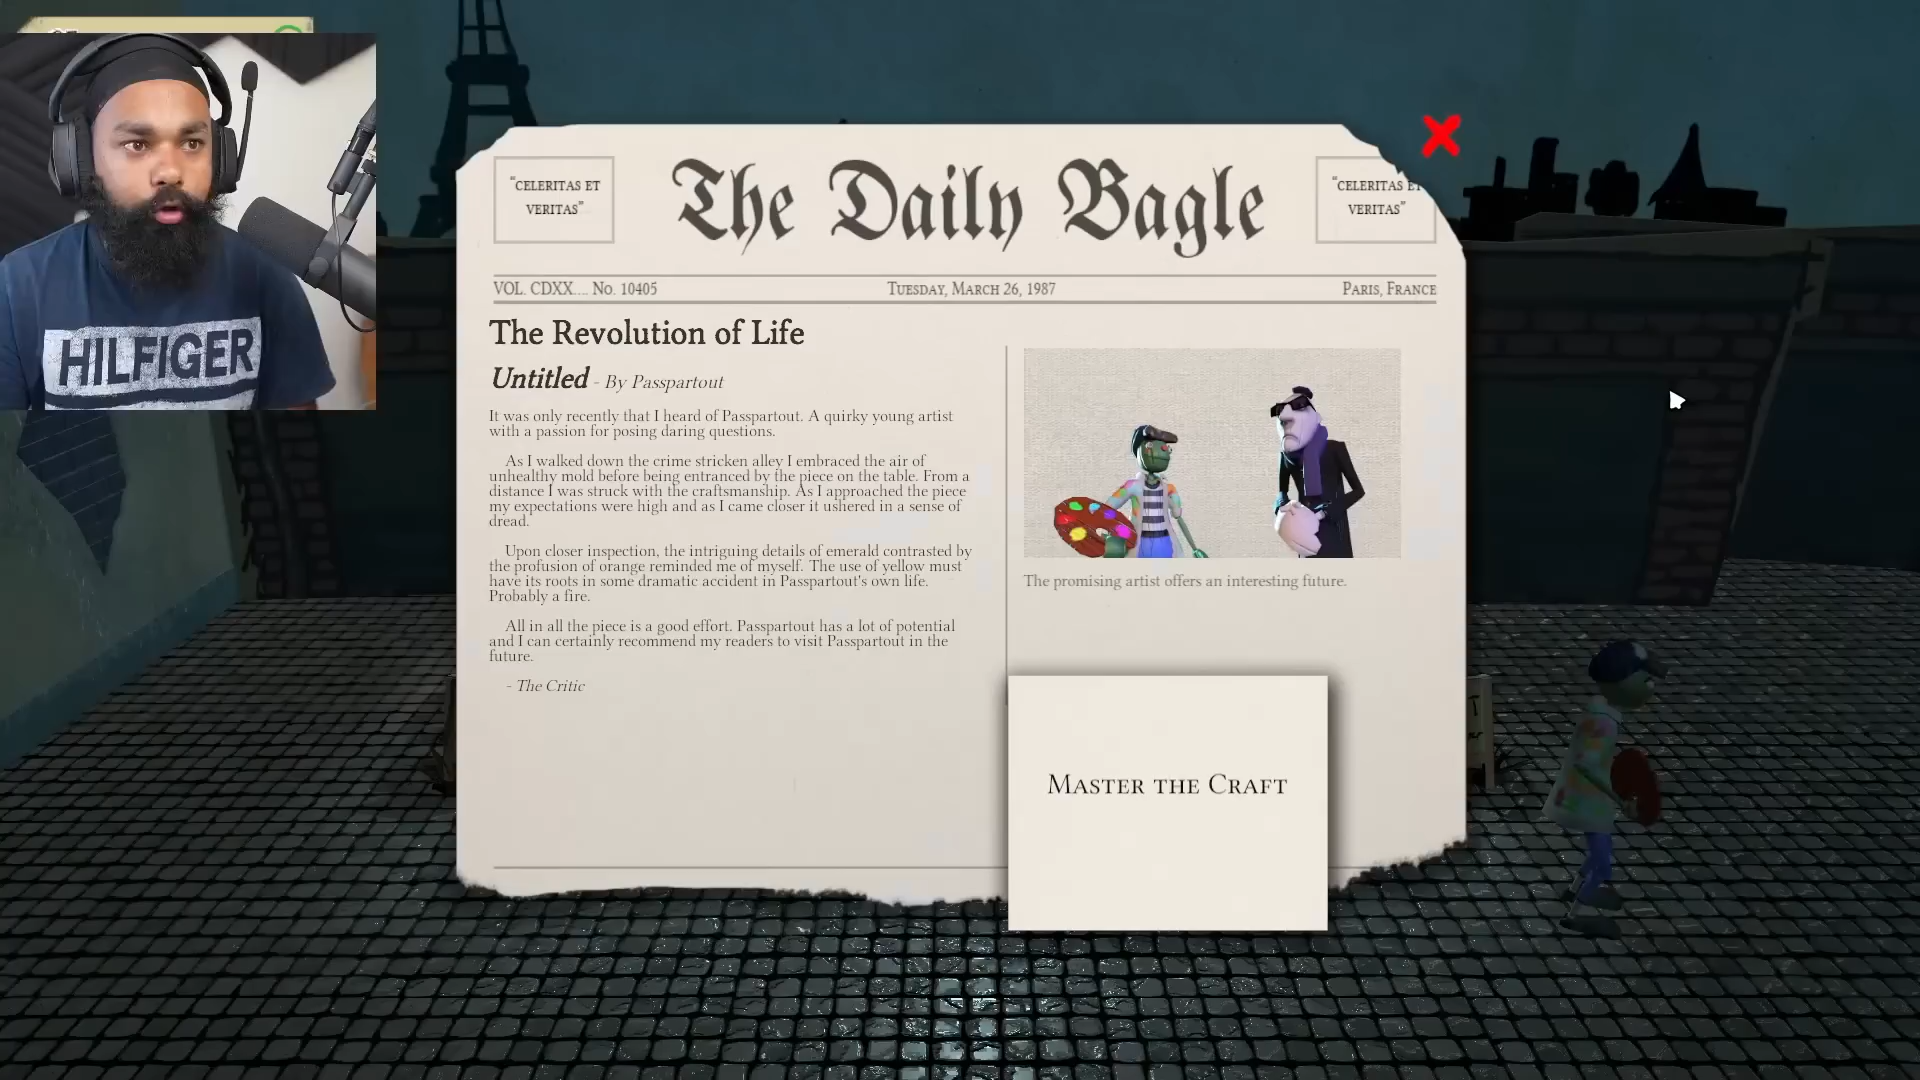 HILFIGER
"CELERITAS ET
VERITAS"
The Daily Bagle
"CELERITAS ET
VERITAS"
VOL. CDXX.... No. 10405
TUESDAY, MARCH 26, 1987
PARIS, FRANCE
The Revolution of Life
Untitled - By Passpartout
It was only recently that I heard of Passpartout. A quirky young artist
with a passion for posing daring questions.
As I walked down the crime stricken alley I embraced the air of
unhealthy mold before being entranced by the piece on the table. From a
distance I was struck with the craftsmanship. As I approached the piece
my expectations were high and as I came closer it ushered in a sense of
dread.
Upon closer inspection, the intriguing details of emerald contrasted by
the profusion of orange reminded me of myself. The use of yellow must
have its roots in some dramatic accident in Passpartout's own life.
Probably a fire.
All in all the piece is a good effort. Passpartout has a lot of potential
and I can certainly recommend my readers to visit Passpartout in the
future.
- The Critic
The promising artist offers an interesting future.
MASTER THE CRAFT